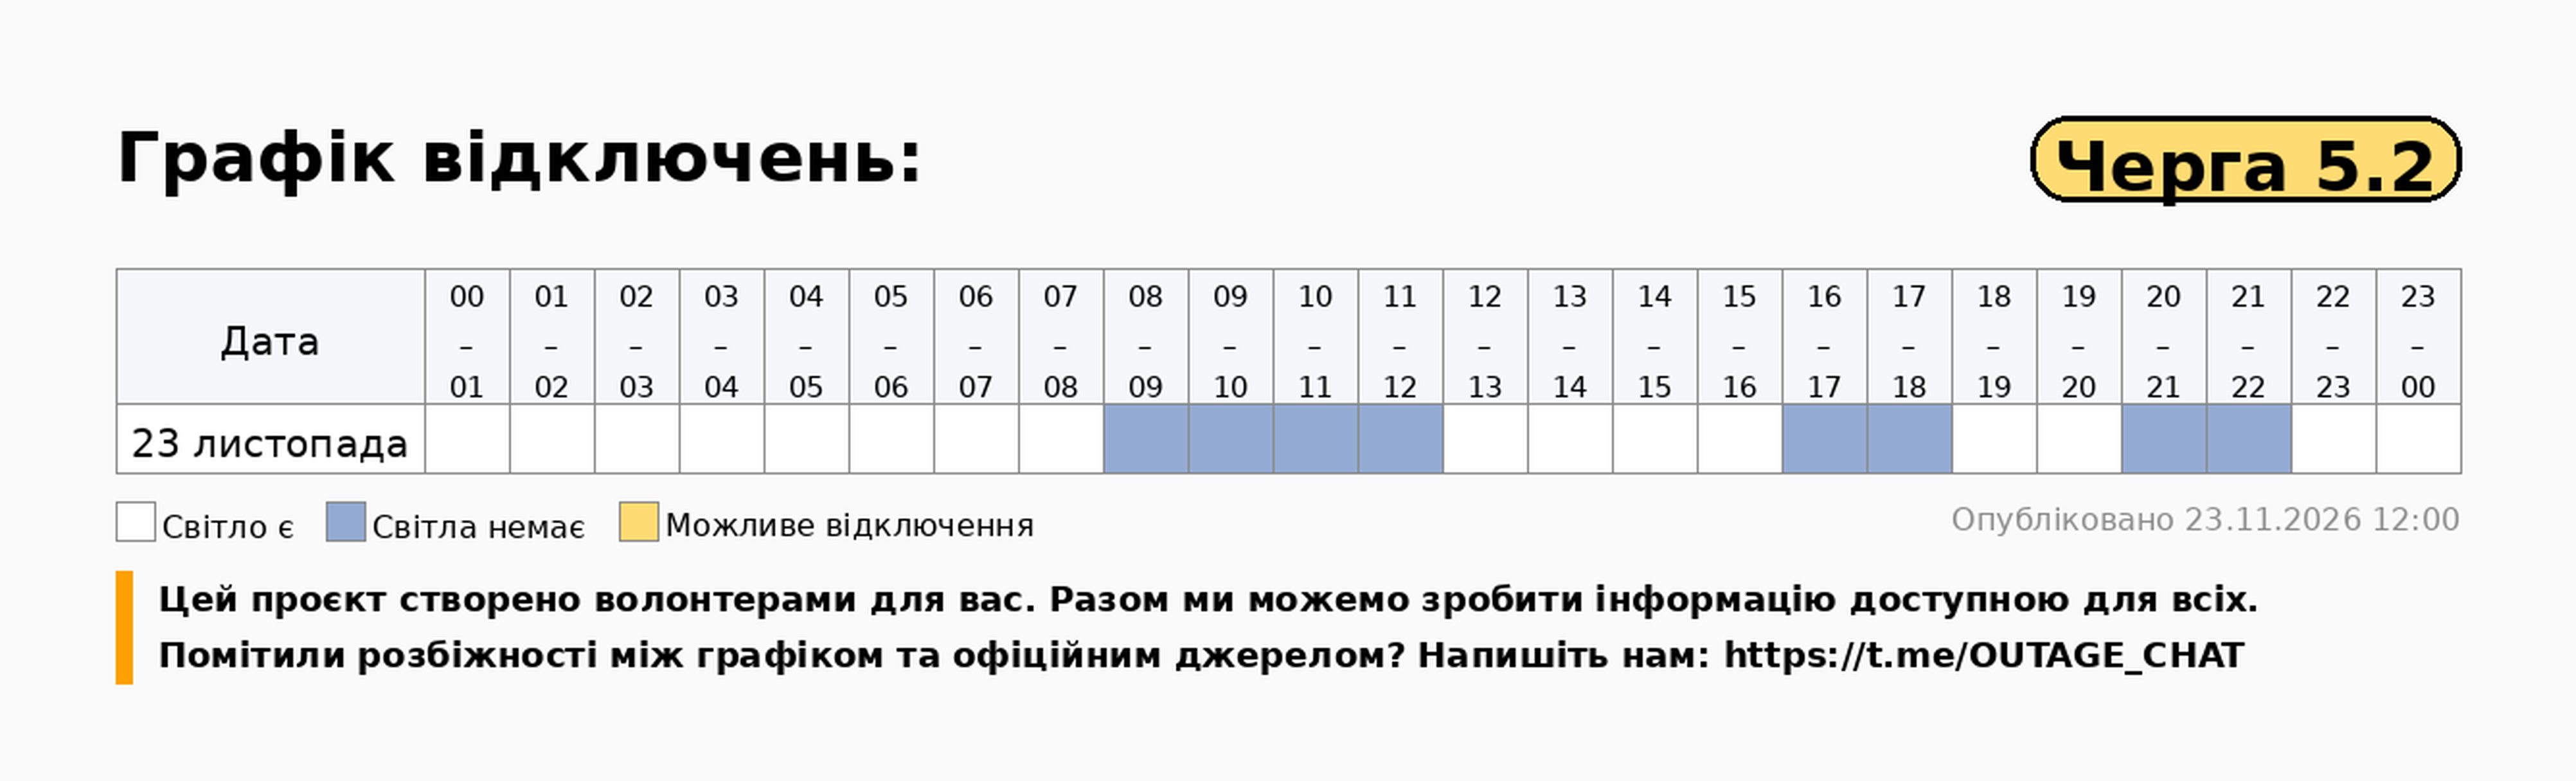 Графік відключень:
Черга 5.2
Дата 00 – 01 01 – 02 02 – 03 03 – 04 04 – 05 05 – 06 06 – 07 07 – 08 08 – 09 09 – 10 10 – 11 11 – 12 12 – 13 13 – 14 14 – 15 15 – 16 16 – 17 17 – 18 18 – 19 19 – 20 20 – 21 21 – 22 22 – 23 23 – 00
23 листопада
Світло є Світла немає Можливе відключення
Опубліковано 23.11.2026 12:00
Цей проєкт створено волонтерами для вас. Разом ми можемо зробити інформацію доступною для всіх.
Помітили розбіжності між графіком та офіційним джерелом? Напишіть нам: https://t.me/OUTAGE_CHAT